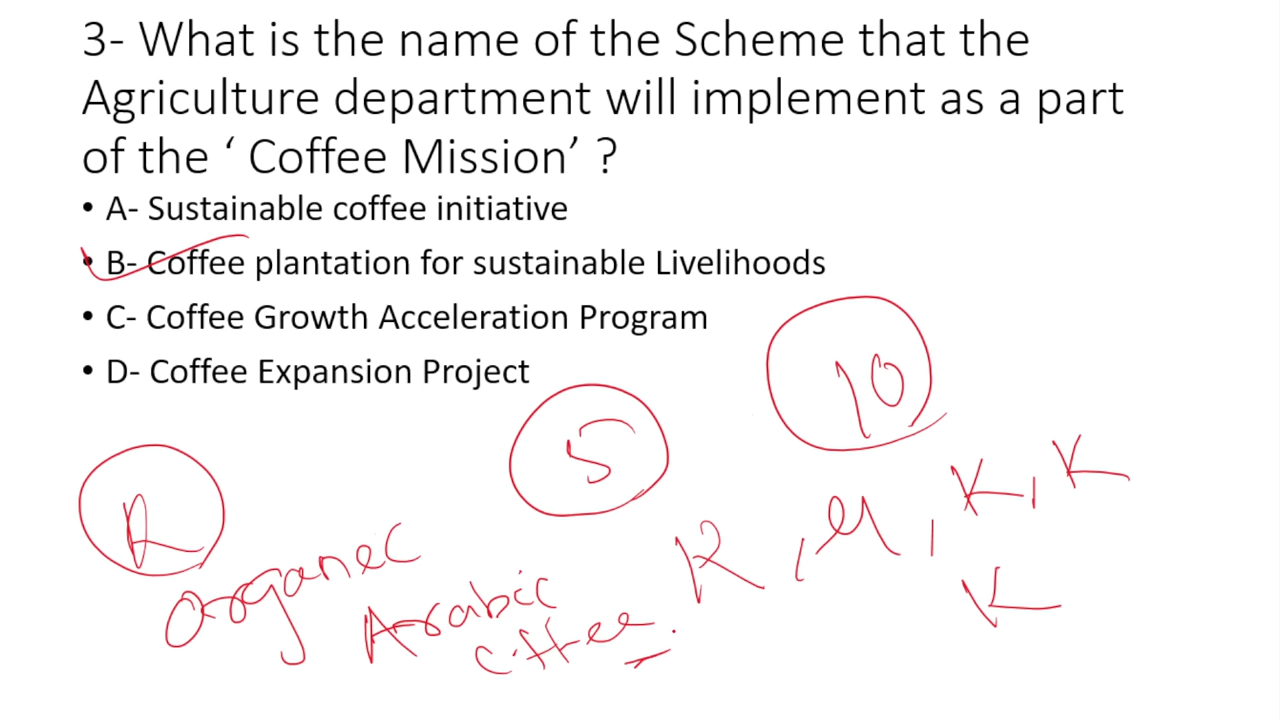 3- What is the name of the Scheme that the
Agriculture department will implement as a part
of the ‘ Coffee Mission’ ?
• A- Sustainable coffee initiative
• B- Coffee plantation for sustainable Livelihoods
• C- Coffee Growth Acceleration Program
• D- Coffee Expansion Project
10
5
R
R , M , K , K
K
organec
Arabic
Coffee.